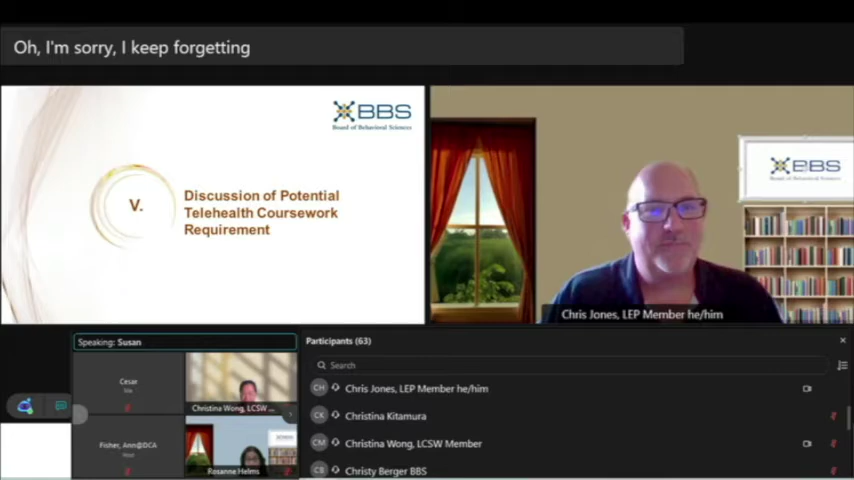 Oh, I'm sorry, I keep forgetting
BBS
Board of Behavioral Sciences
V.
Discussion of Potential
Telehealth Coursework
Requirement
BBS
Board of Behavioral Sciences
Chris Jones, LEP Member he/him
Speaking: Susan
Cesar
Christina Wong, LCSW ...
Fisher, Ann@DCA
Rosanne Helms
Participants (63)
Search
CH Chris Jones, LEP Member he/him
CK Christina Kitamura
CM Christina Wong, LCSW Member
CB Christy Berger BBS